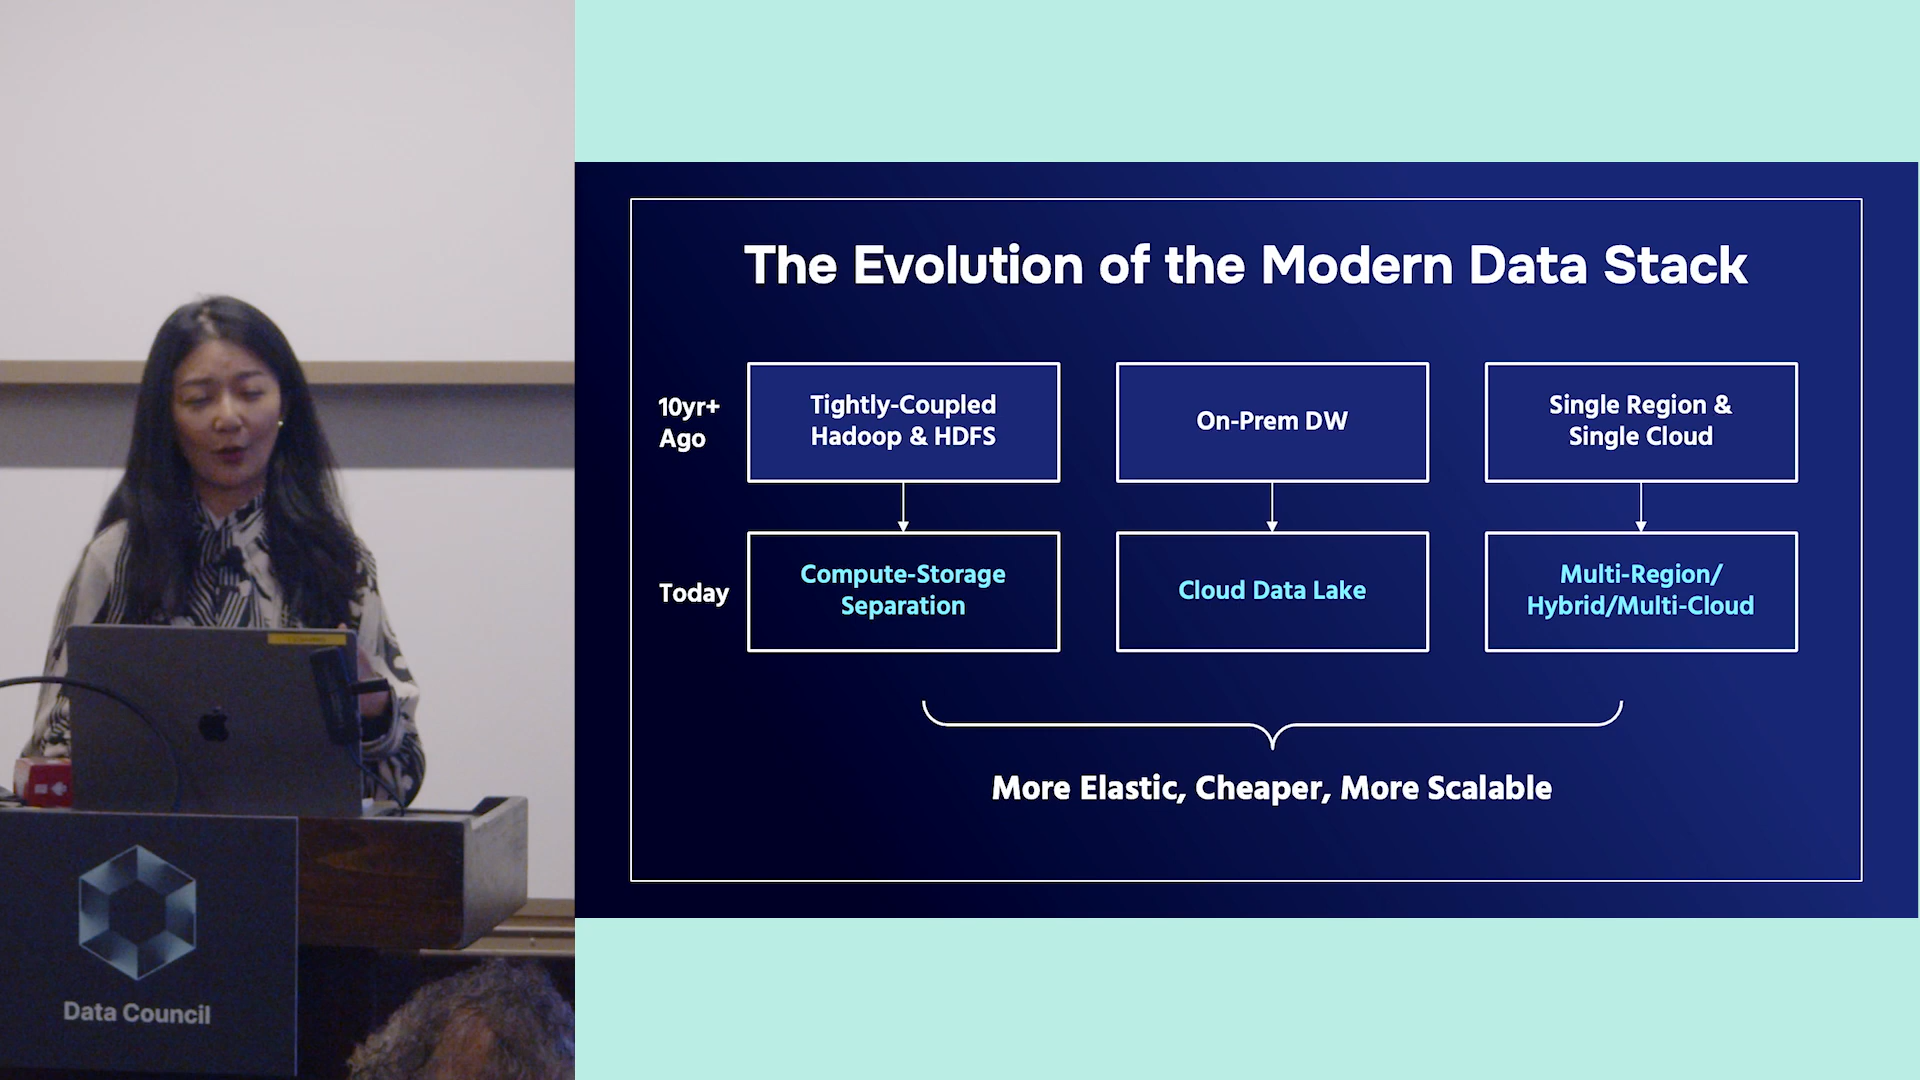 The Evolution of the Modern Data Stack
10yr+
Ago
Tightly-Coupled
Hadoop & HDFS
On-Prem DW
Single Region &
Single Cloud
Today
Compute-Storage
Separation
Cloud Data Lake
Multi-Region/
Hybrid/Multi-Cloud
More Elastic, Cheaper, More Scalable
Data Council